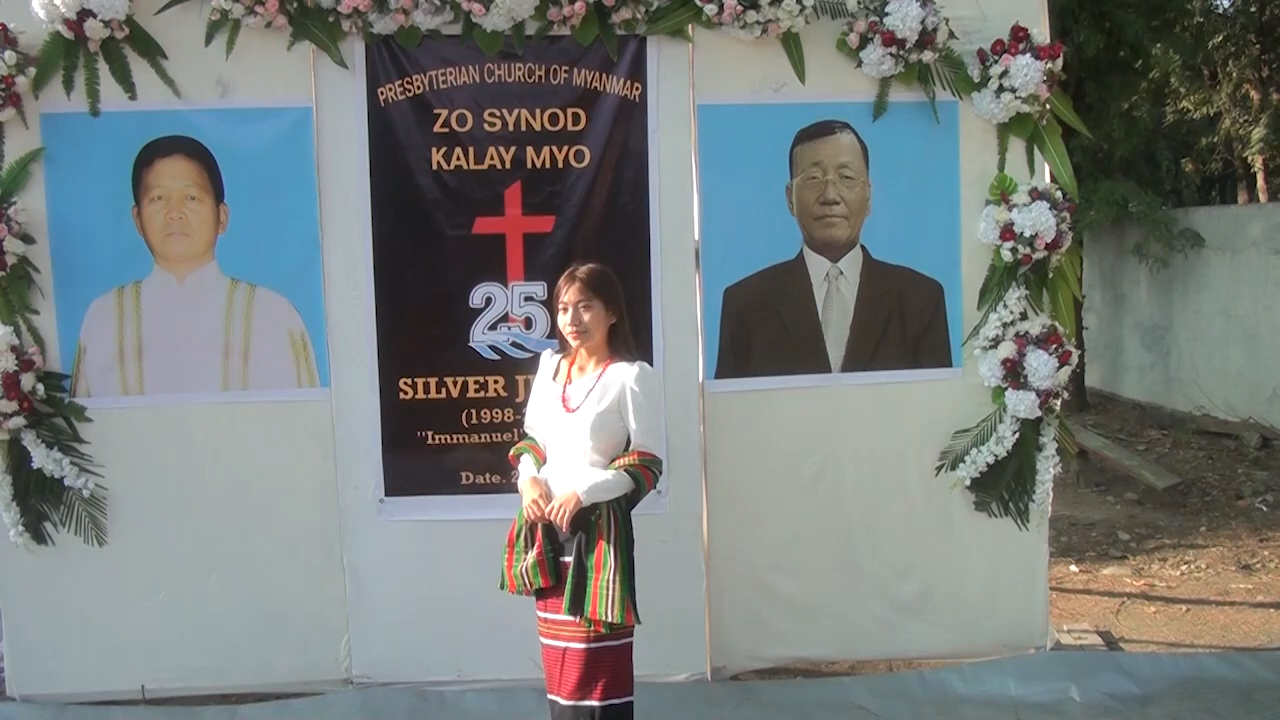 PRESBYTERIAN CHURCH OF MYANMAR
ZO SYNOD
KALAY MYO
25
SILVER
(1998-
"Immanuel"
Date.